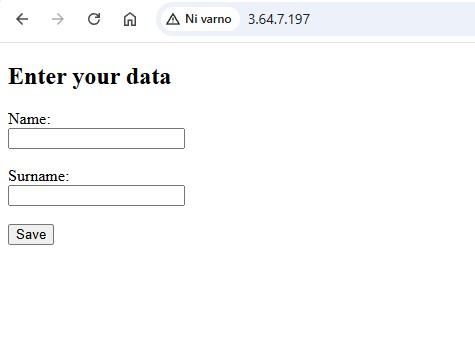 Ni varno 3.64.7.197
Enter your data
Name:
Surname:
Save